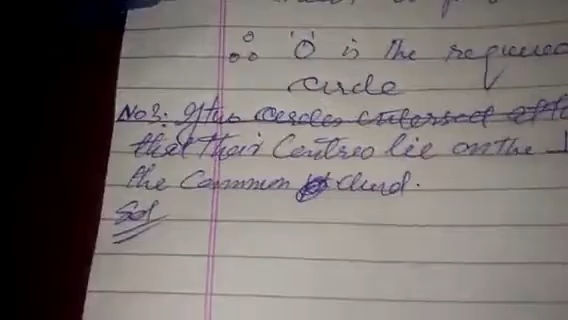 ∴ 'O' is the required
circle
No 3: If two circles intersect
that their Centres lie on the ⊥
the Common chord.
Sol